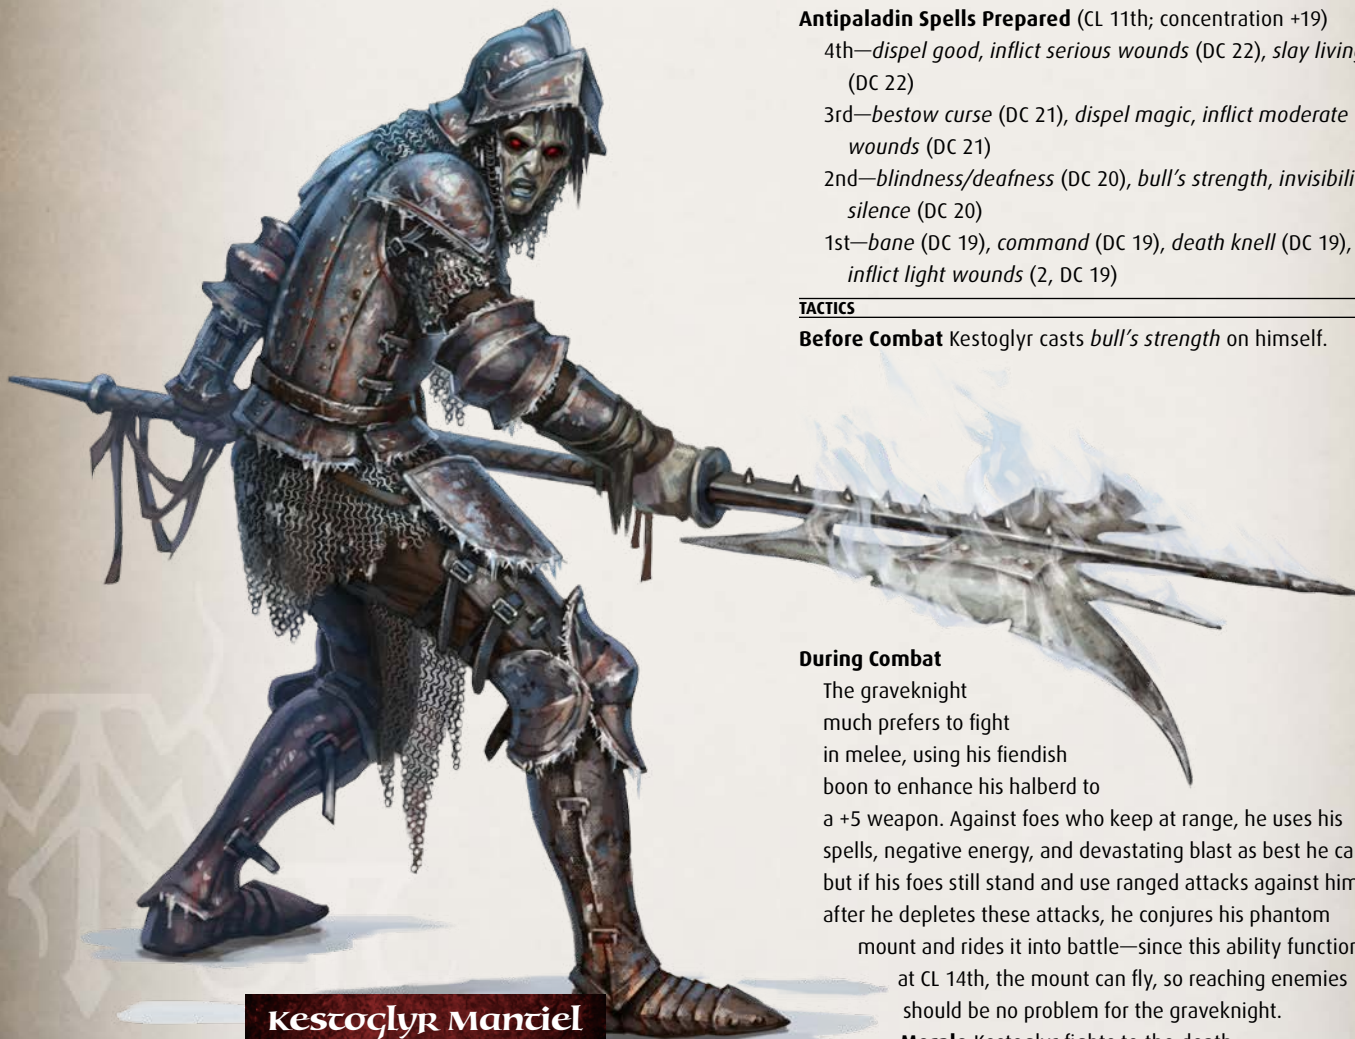 Antipaladin Spells Prepared (CL 11th; concentration +19)
4th—dispel good, inflict serious wounds (DC 22), slay
(DC 22)
3rd—bestow curse (DC 21), dispel magic, inflict moderate
wounds (DC 21)
2nd—blindness/deafness (DC 20), bull's strength,
silence (DC 20)
1st—bane (DC 19), command (DC 19), death knell (DC 19),
inflict light wounds (2, DC 19)
TACTICS
Before Combat Kestoglyr casts bull's strength on himself.
During Combat
The graveknight
much prefers to fight
in melee, using his fiendish
boon to enhance his halberd to
a +5 weapon. Against foes who keep at range, he uses his
spells, negative energy, and devastating blast as best he
but if his foes still stand and use ranged attacks against
after he depletes these attacks, he conjures his phantom
mount and rides it into battle—since this ability
at CL 14th, the mount can fly, so reaching enemies
should be no problem for the graveknight.
Morale Kestoglyr fights to the death.
Kestoglyr Mantiel